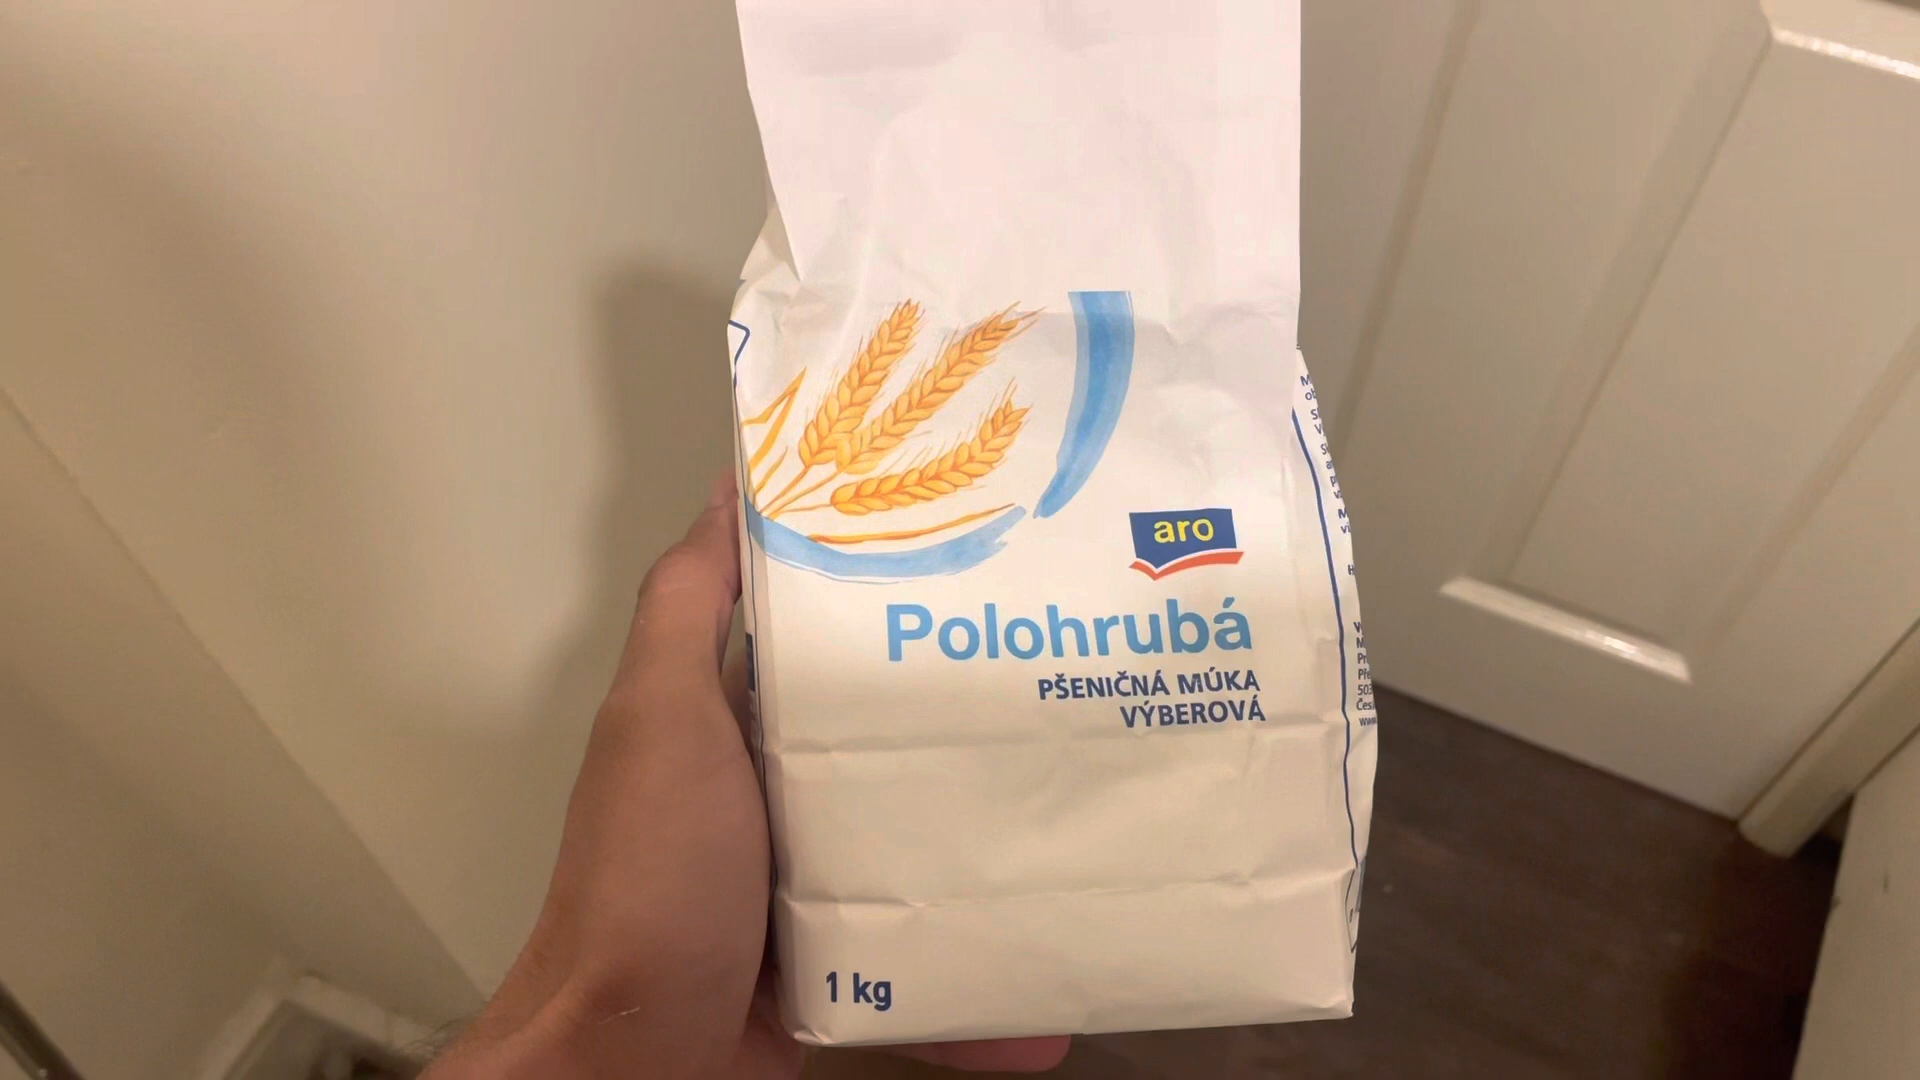 aro
Polohrubá
PŠENIČNÁ MÚKA
VÝBEROVÁ
1 kg